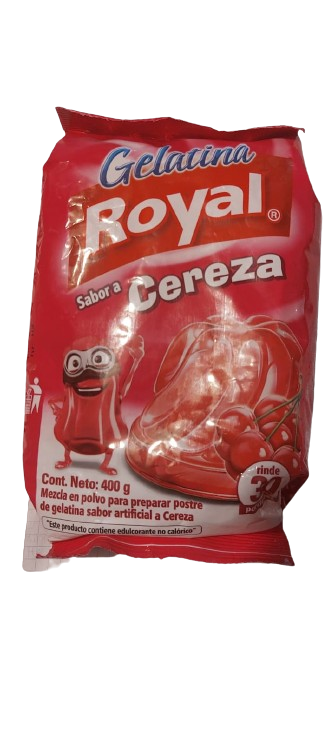 Gelatina
Royal®
Sabor a Cereza
rinde
Cont. Neto: 400 g
Mezcla en polvo para preparar postre
de gelatina sabor artificial a Cereza
"Este producto contiene edulcorante no calórico"